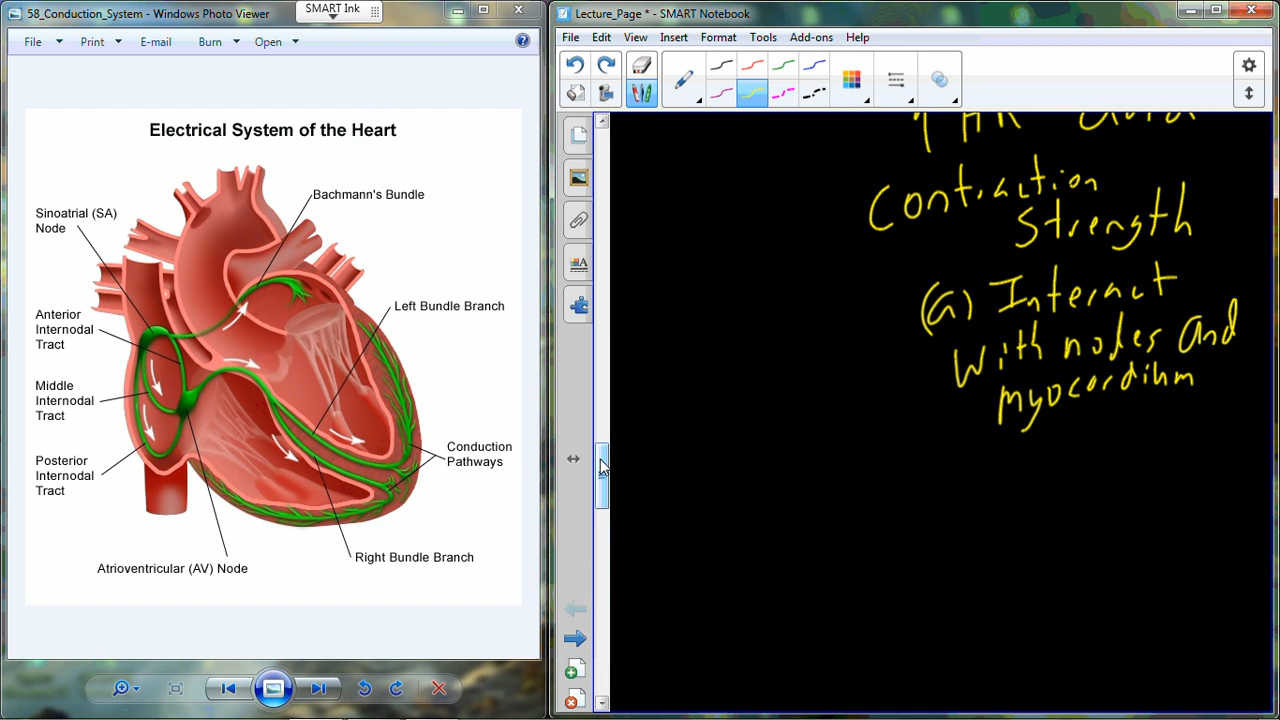 58_Conduction_System - Windows Photo Viewer
SMART Ink
File Print E-mail Burn Open
Electrical System of the Heart
Bachmann's Bundle
Sinoatrial (SA)
Node
Left Bundle Branch
Anterior
Internodal
Tract
Middle
Internodal
Tract
Conduction
Pathways
Posterior
Internodal
Tract
Right Bundle Branch
Atrioventricular (AV) Node
Lecture_Page * - SMART Notebook
File Edit View Insert Format Tools Add-ons Help
Contraction
Strength
(a) Interact
With nodes and
myocardium